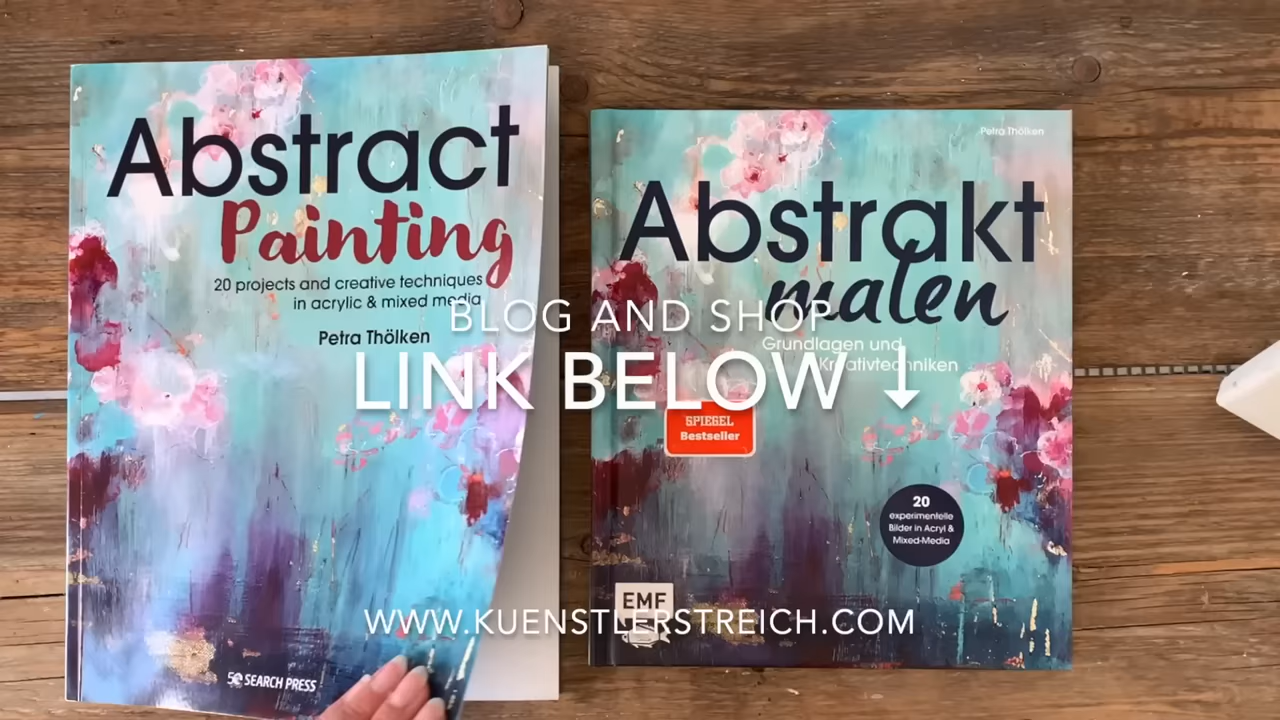 Abstract
Painting
20 projects and creative techniques
in acrylic & mixed media
Petra Thölken
SEARCH PRESS
Petra Thölken
Abstrakt
malen
Grundlagen und
Kreativtechniken
SPIEGEL
Bestseller
20
experimentelle
Bilder in Acryl &
Mixed-Media
EMF
BLOG AND SHOP
LINK BELOW ↓
WWW.KUENSTLERSTREICH.COM